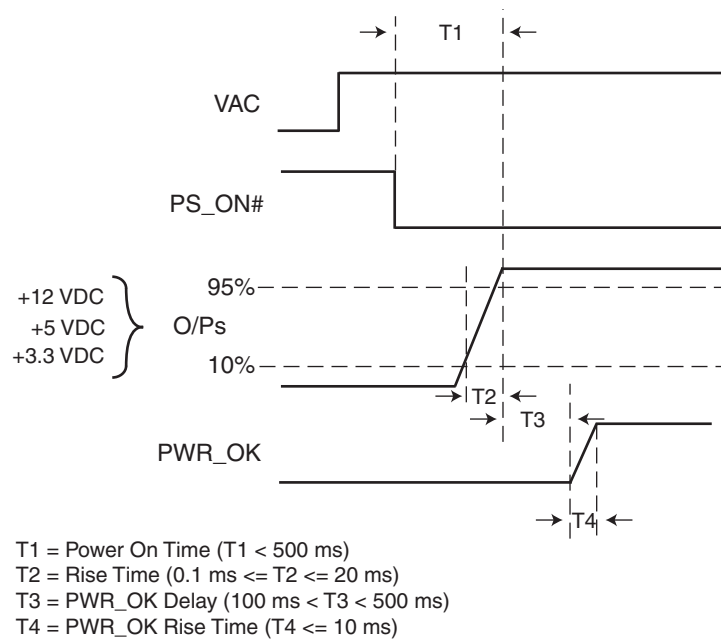 T1
VAC
PS_ON#
+12 VDC
+5 VDC
+3.3 VDC
O/Ps
95%
10%
T2
T3
PWR_OK
T4
T1 = Power On Time (T1 < 500 ms)
T2 = Rise Time (0.1 ms <= T2 <= 20 ms)
T3 = PWR_OK Delay (100 ms < T3 < 500 ms)
T4 = PWR_OK Rise Time (T4 <= 10 ms)